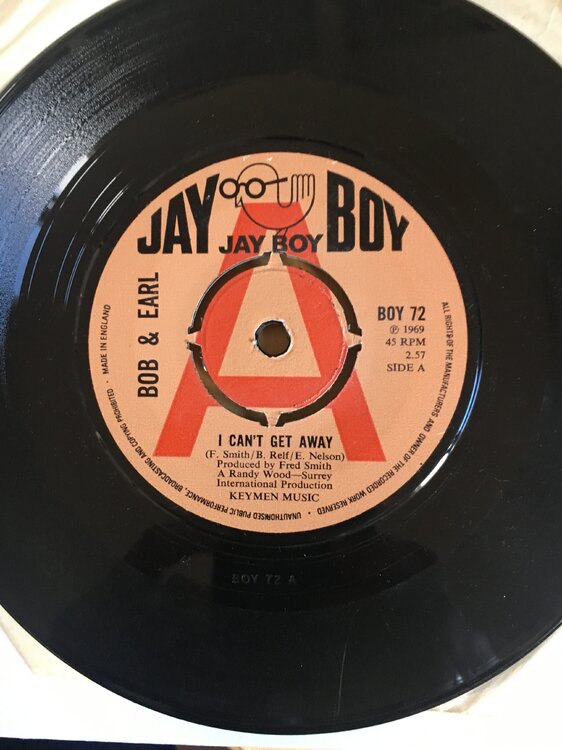 JAY BOY
JAY BOY
BOB & EARL
A
BOY 72
℗ 1969
45 RPM
2.57
SIDE A
I CAN'T GET AWAY
(F. Smith/B. Relf/E. Nelson)
Produced by Fred Smith
A Randy Wood—Surrey
International Production
KEYMEN MUSIC
ALL RIGHTS OF THE MANUFACTURERS AND OWNER OF THE RECORDED WORK RESERVED · UNAUTHORISED PUBLIC PERFORMANCE, BROADCASTING AND COPYING PROHIBITED · MADE IN ENGLAND
BOY 72 A